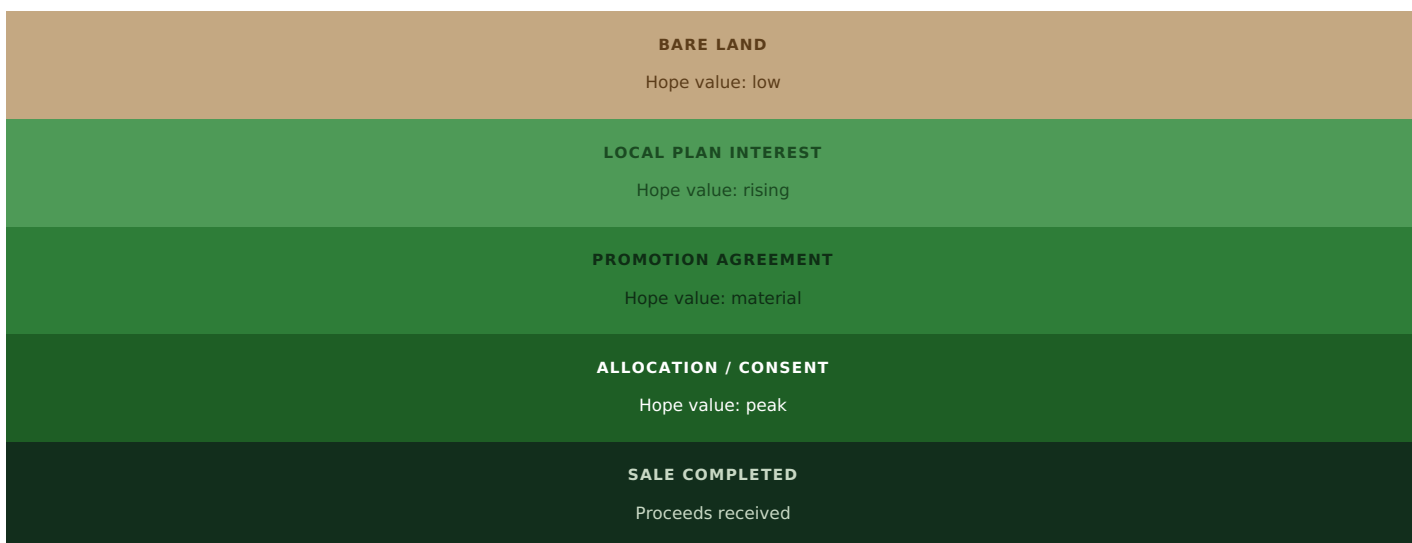 BARE LAND
Hope value: low
LOCAL PLAN INTEREST
Hope value: rising
PROMOTION AGREEMENT
Hope value: material
ALLOCATION / CONSENT
Hope value: peak
SALE COMPLETED
Proceeds received